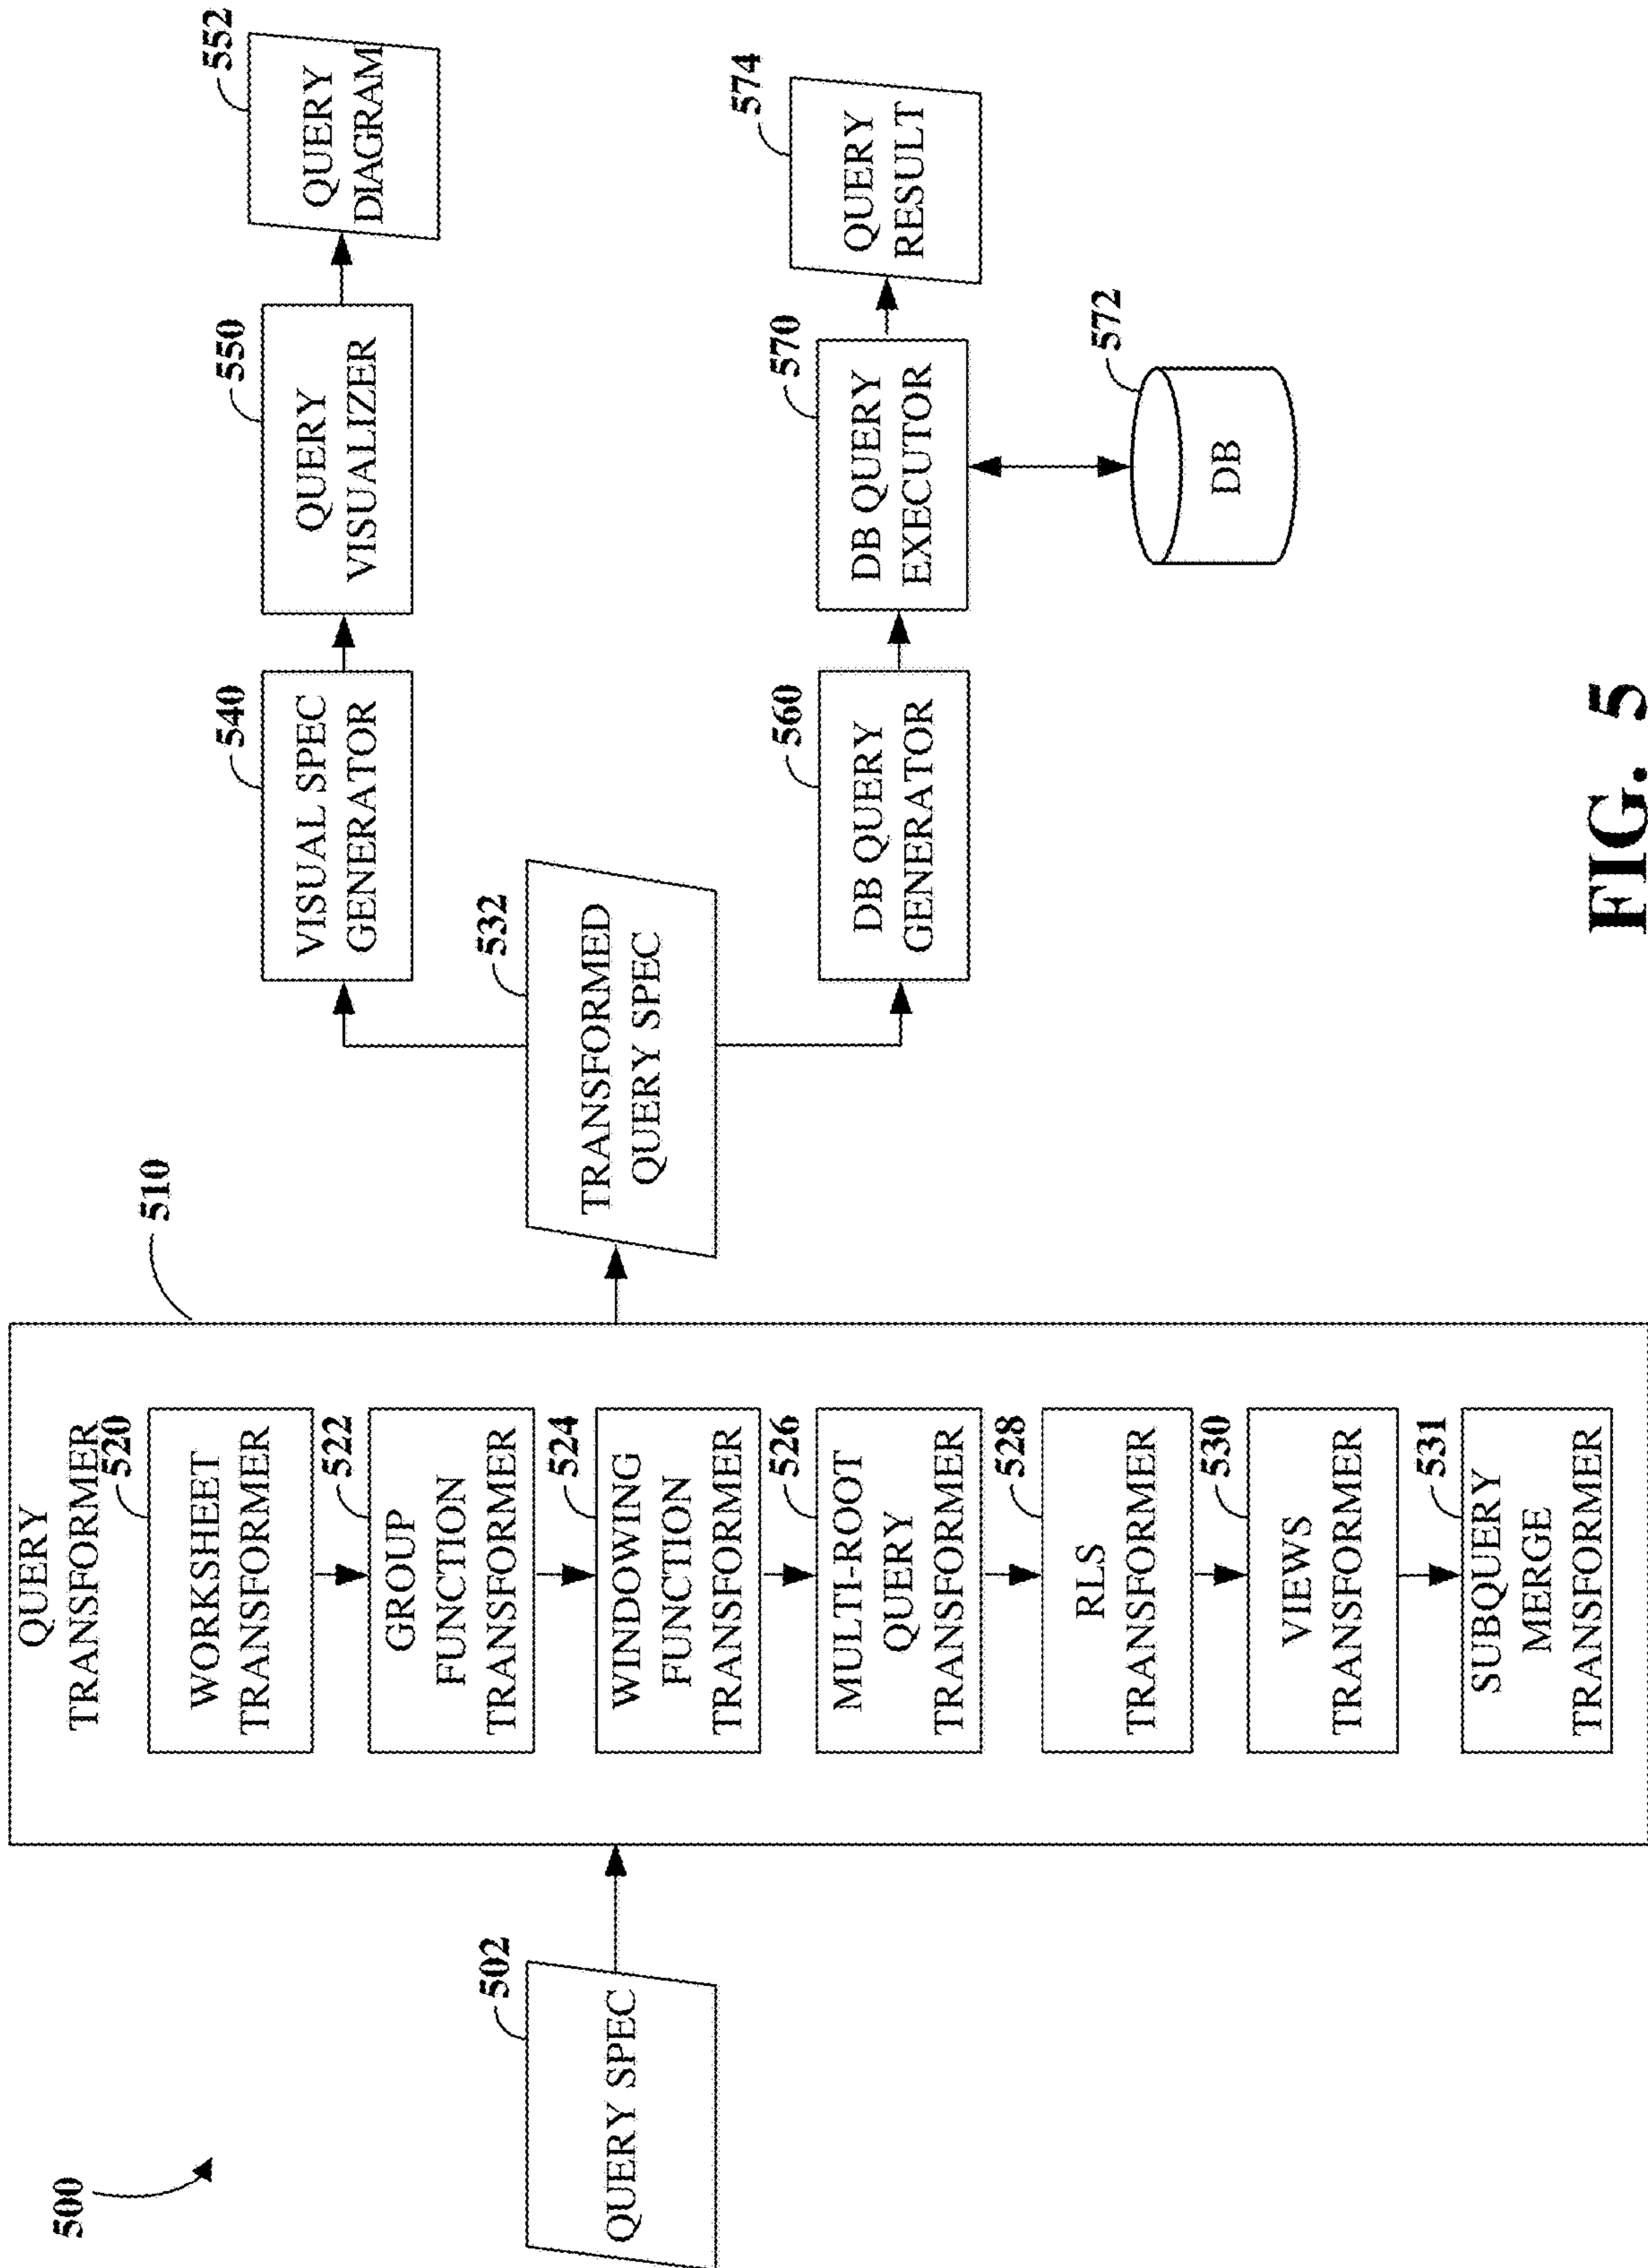 500
502
QUERY SPEC
510
QUERY
TRANSFORMER
520
WORKSHEET
TRANSFORMER
522
GROUP
FUNCTION
TRANSFORMER
524
WINDOWING
FUNCTION
TRANSFORMER
526
MULTI-ROOT
QUERY
TRANSFORMER
528
RLS
TRANSFORMER
530
VIEWS
TRANSFORMER
531
SUBQUERY
MERGE
TRANSFORMER
532
TRANSFORMED
QUERY SPEC
540
VISUAL SPEC
GENERATOR
550
QUERY
VISUALIZER
552
QUERY
DIAGRAM
560
DB QUERY
GENERATOR
570
DB QUERY
EXECUTOR
574
QUERY
RESULT
572
DB
FIG. 5